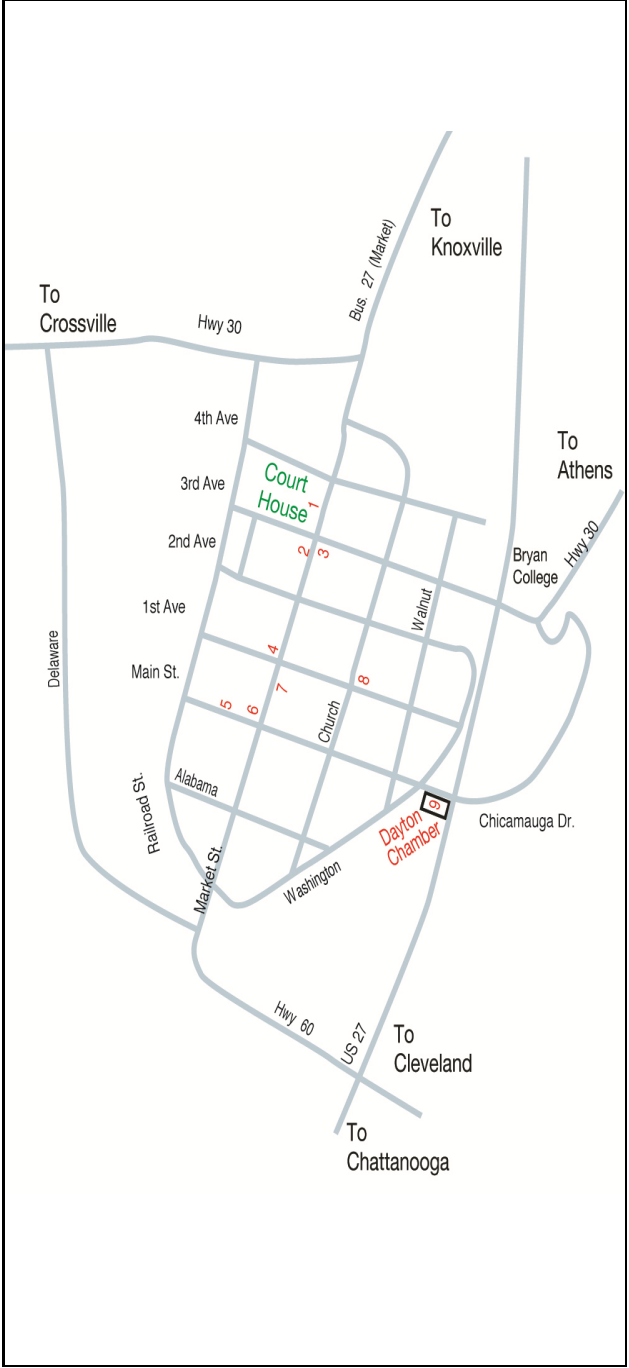 To
Knoxville
Bus. 27 (Market)
To
Crossville
Hwy 30
4th Ave
To
Athens
3rd Ave
Court
House
1
2nd Ave
2
3
Hwy 30
Bryan
College
1st Ave
Walnut
Delaware
Main St.
4
8
5
6
7
Church
Railroad St.
Alabama
9
Dayton
Chamber
Chicamauga Dr.
Market St.
Washington
Hwy 60
US 27
To
Cleveland
To
Chattanooga